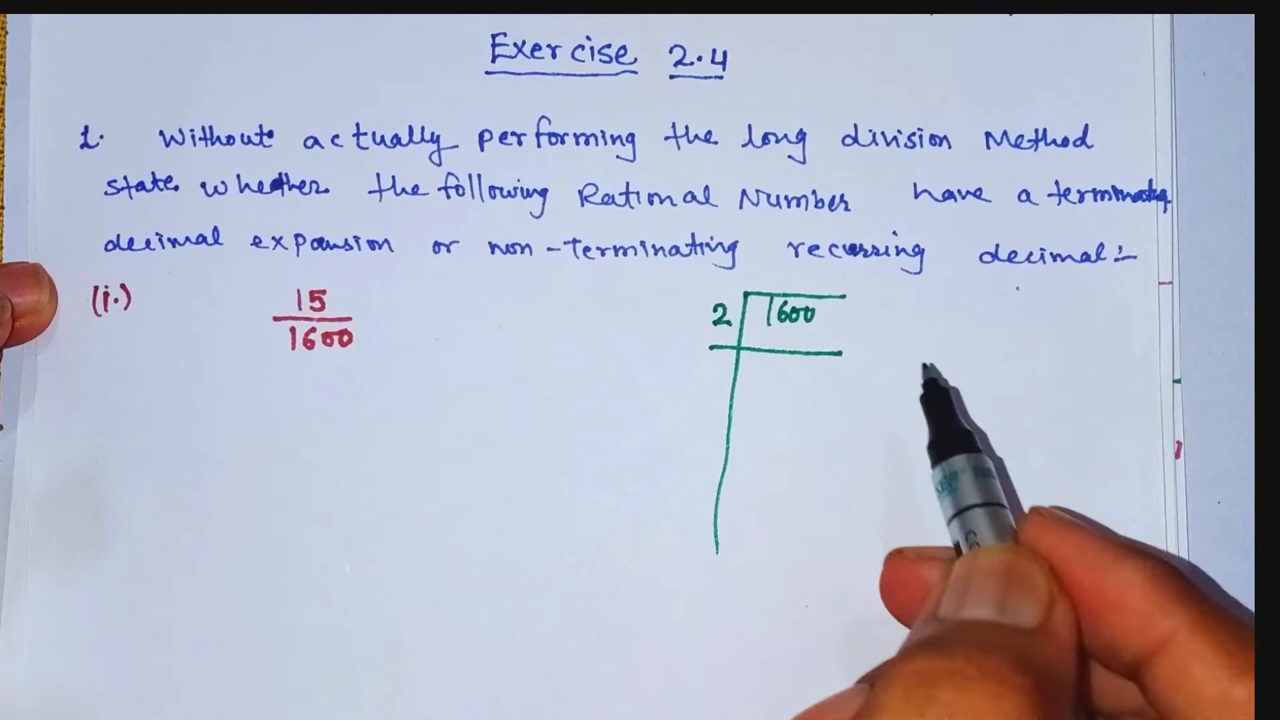 Exercise 2.4
1. Without actually performing the long division Method
state whether the following Rational Number have a terminating
decimal expansion or non-terminating recurring decimal:-
(i.) 15
1600
2 1600